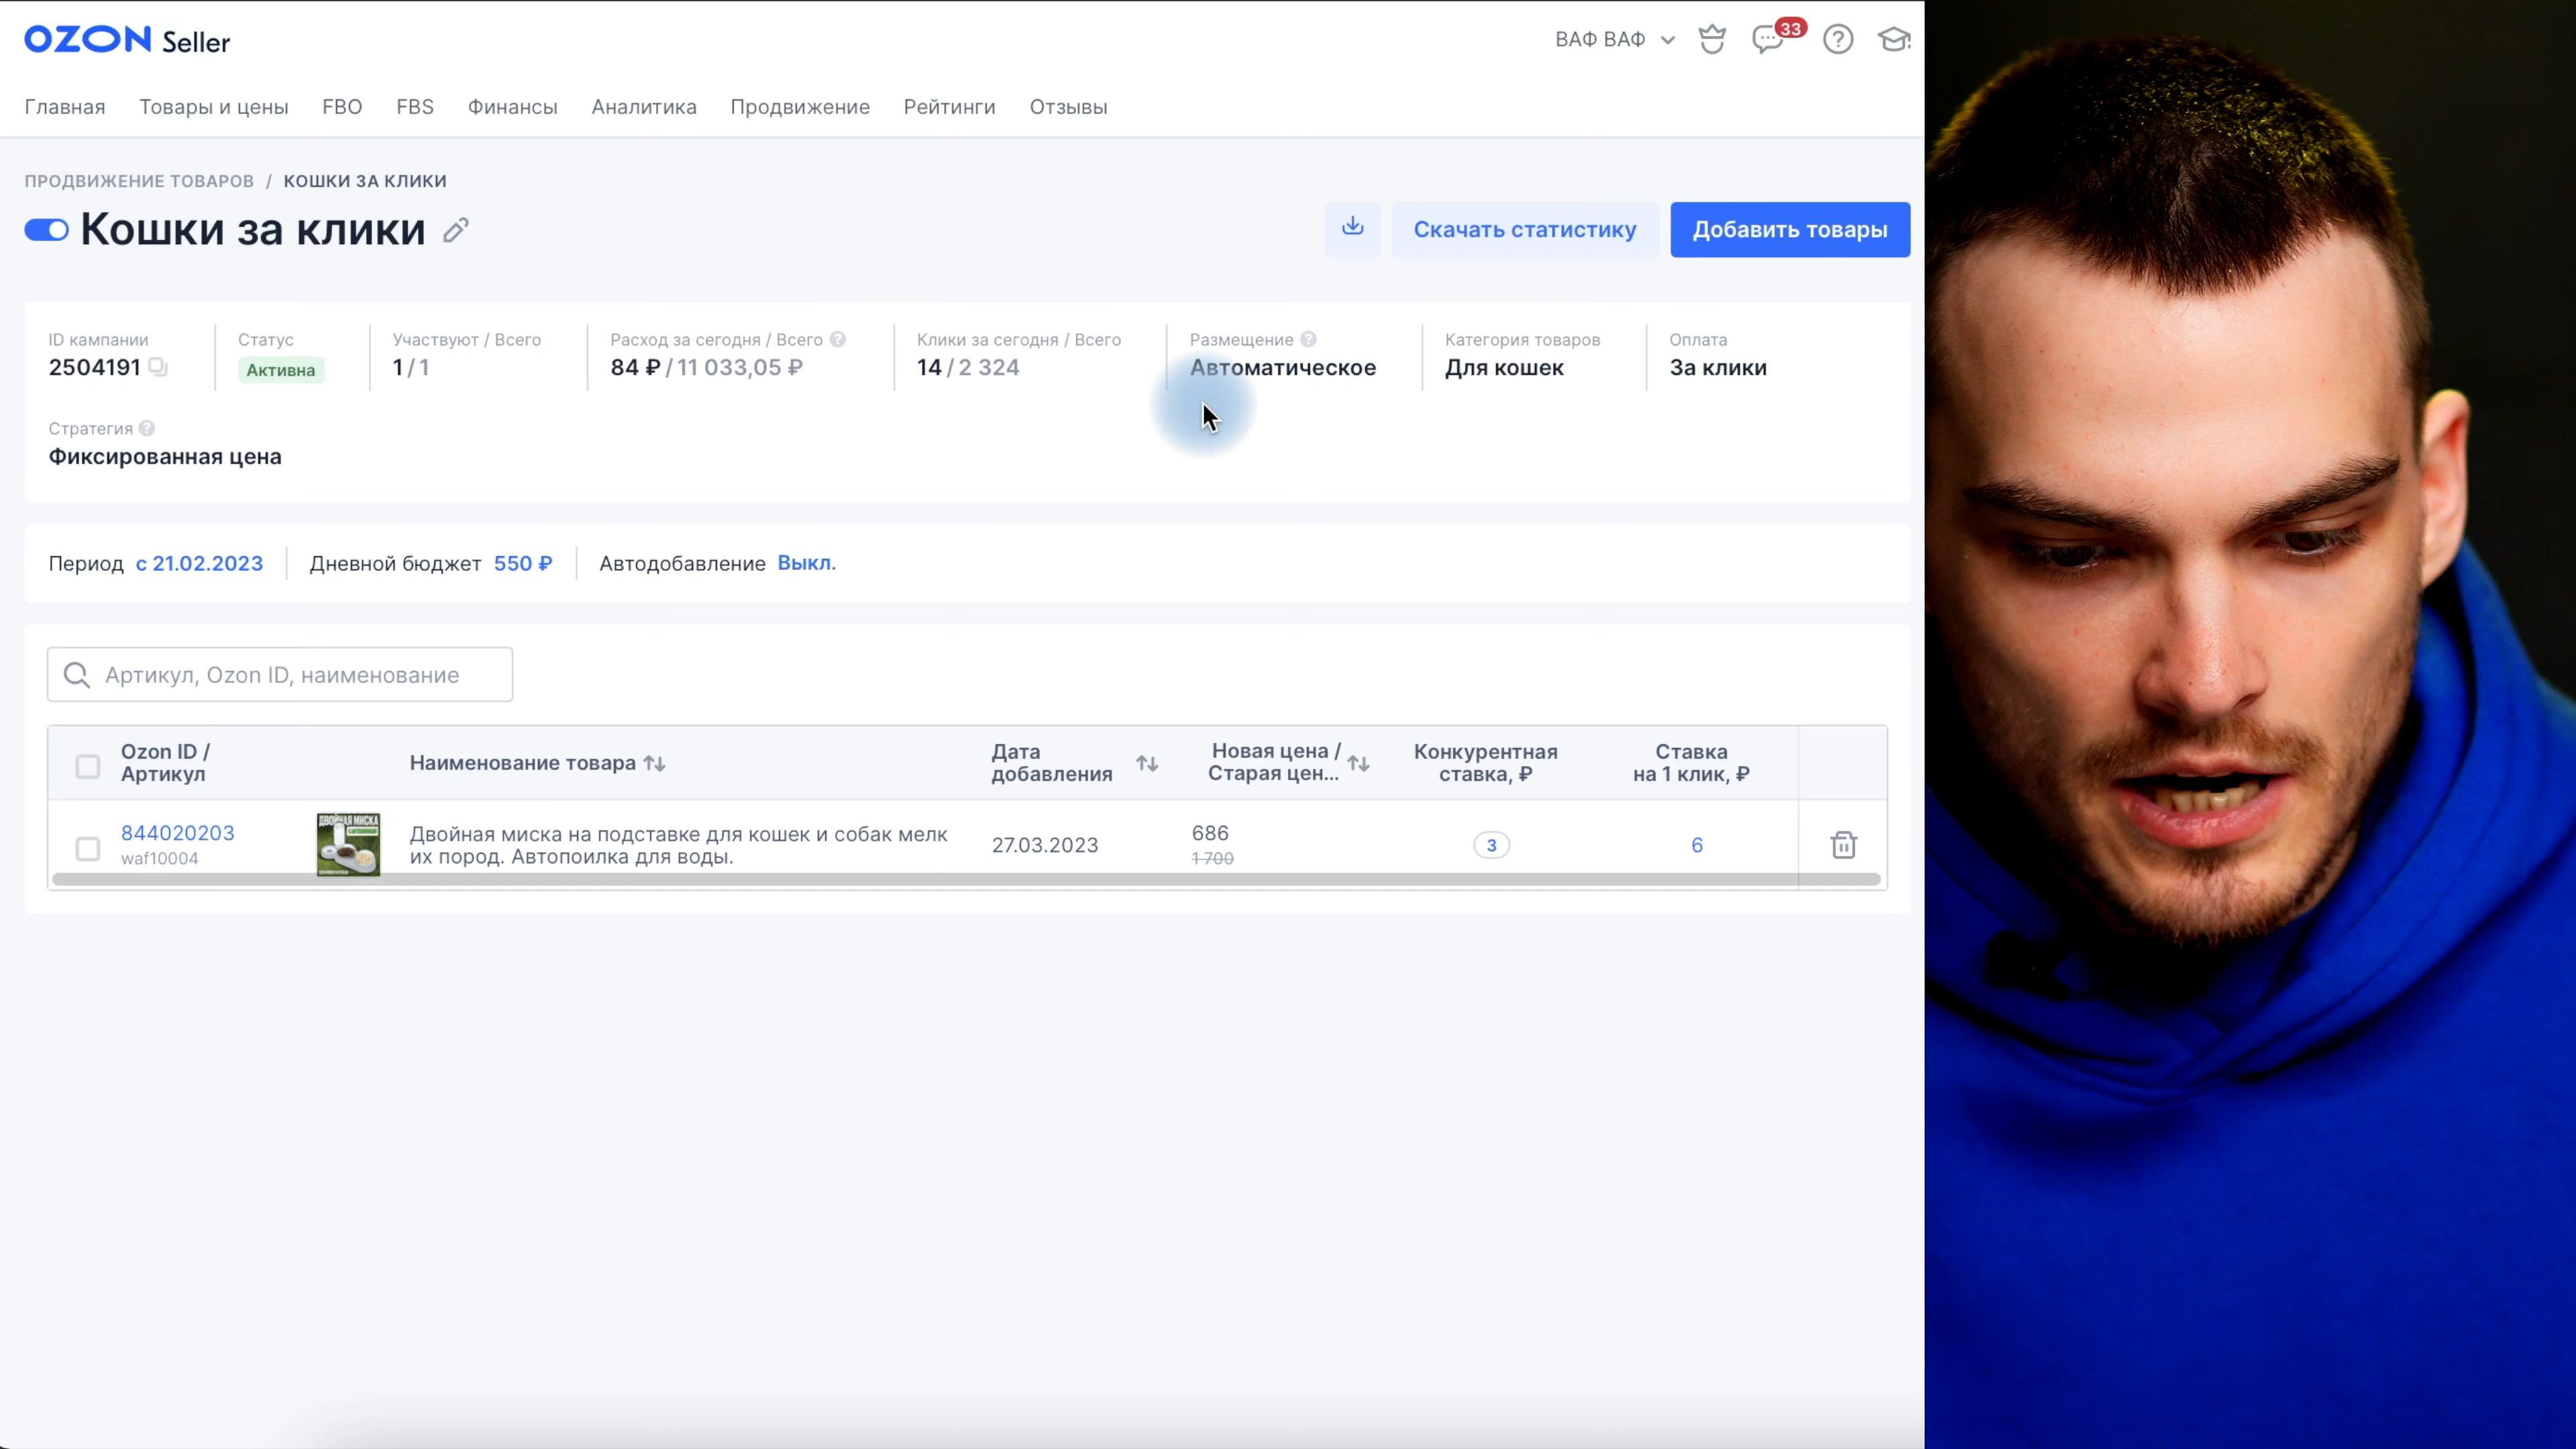 OZON Seller
ВАФ ВАФ
33
Главная Товары и цены FBO FBS Финансы Аналитика Продвижение Рейтинги Отзывы
ПРОДВИЖЕНИЕ ТОВАРОВ / КОШКИ ЗА КЛИКИ
Кошки за клики
Скачать статистику
Добавить товары
ID кампании
2504191
Статус
Активна
Участвуют / Всего
1 / 1
Расход за сегодня / Всего
84 ₽ / 11 033,05 ₽
Клики за сегодня / Всего
14 / 2 324
Размещение
Автоматическое
Категория товаров
Для кошек
Оплата
За клики
Стратегия
Фиксированная цена
Период с 21.02.2023
Дневной бюджет 550 ₽
Автодобавление Выкл.
Артикул, Ozon ID, наименование
Ozon ID /
Артикул
Наименование товара
Дата
добавления
Новая цена /
Старая цен...
Конкурентная
ставка, ₽
Ставка
на 1 клик, ₽
844020203
waf10004
ДВОЙНАЯ МИСКА
Двойная миска на подставке для кошек и собак мелк
их пород. Автопоилка для воды.
27.03.2023
686
1 700
3
6